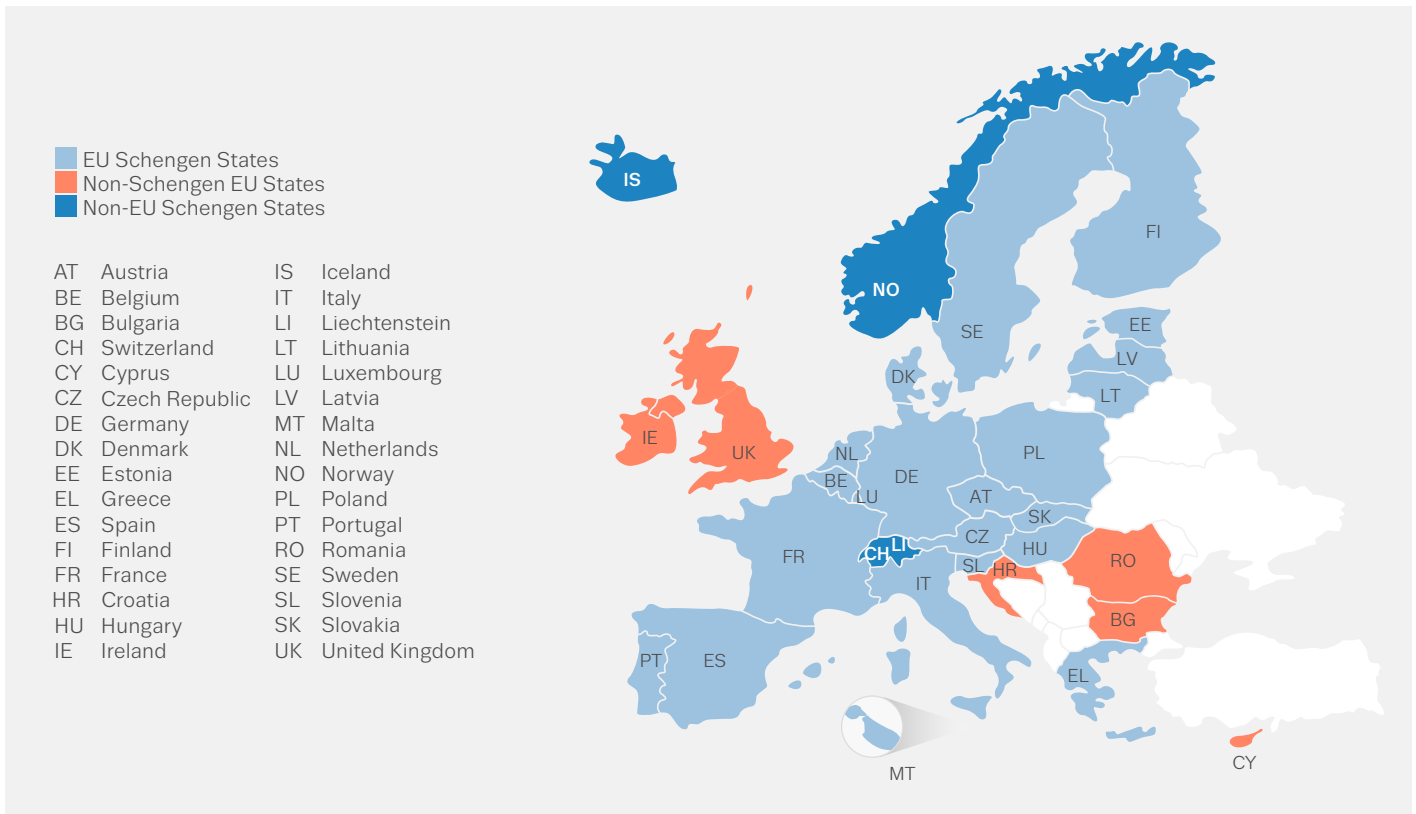 EU Schengen States
Non-Schengen EU States
Non-EU Schengen States
AT Austria
BE Belgium
BG Bulgaria
CH Switzerland
CY Cyprus
CZ Czech Republic
DE Germany
DK Denmark
EE Estonia
EL Greece
ES Spain
FI Finland
FR France
HR Croatia
HU Hungary
IE Ireland
IS Iceland
IT Italy
LI Liechtenstein
LT Lithuania
LU Luxembourg
LV Latvia
MT Malta
NL Netherlands
NO Norway
PL Poland
PT Portugal
RO Romania
SE Sweden
SL Slovenia
SK Slovakia
UK United Kingdom
IS
FI
NO
SE
EE
LV
DK
LT
IE
UK
NL
PL
BE
DE
LU
AT
SK
CZ
HU
FR
CH
LI
RO
SL
HR
IT
BG
PT
ES
EL
MT
CY